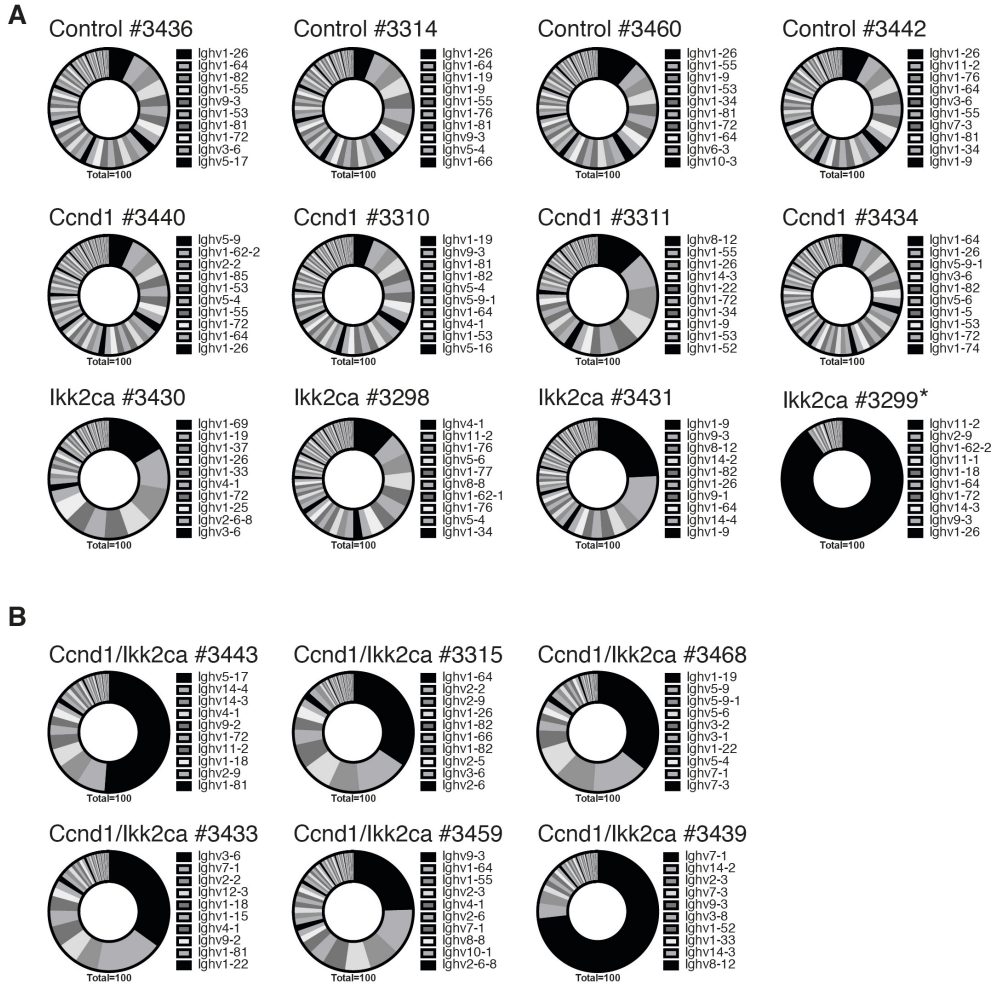 A
Control #3436
Ighv1-26
Ighv1-64
Ighv1-82
Ighv1-55
Ighv9-3
Ighv1-53
Ighv1-81
Ighv1-72
Ighv3-6
Ighv5-17
Total=100
Control #3314
Ighv1-26
Ighv1-64
Ighv1-19
Ighv1-9
Ighv1-55
Ighv1-76
Ighv1-81
Ighv9-3
Ighv5-4
Ighv1-66
Total=100
Control #3460
Ighv1-26
Ighv1-55
Ighv1-9
Ighv1-53
Ighv1-34
Ighv1-81
Ighv1-72
Ighv1-64
Ighv6-3
Ighv10-3
Total=100
Control #3442
Ighv1-26
Ighv11-2
Ighv1-76
Ighv1-64
Ighv3-6
Ighv1-55
Ighv7-3
Ighv1-81
Ighv1-34
Ighv1-9
Total=100
Ccnd1 #3440
Ighv5-9
Ighv1-62-2
Ighv2-2
Ighv1-85
Ighv1-53
Ighv5-4
Ighv1-55
Ighv1-72
Ighv1-64
Ighv1-26
Total=100
Ccnd1 #3310
Ighv1-19
Ighv9-3
Ighv1-81
Ighv1-82
Ighv5-4
Ighv5-9-1
Ighv1-64
Ighv4-1
Ighv1-53
Ighv5-16
Total=100
Ccnd1 #3311
Ighv8-12
Ighv1-55
Ighv1-26
Ighv14-3
Ighv1-22
Ighv1-72
Ighv1-34
Ighv1-9
Ighv1-53
Ighv1-52
Total=100
Ccnd1 #3434
Ighv1-64
Ighv1-26
Ighv5-9-1
Ighv3-6
Ighv1-82
Ighv5-6
Ighv1-5
Ighv1-53
Ighv1-72
Ighv1-74
Total=100
Ikk2ca #3430
Ighv1-69
Ighv1-19
Ighv1-37
Ighv1-26
Ighv1-33
Ighv4-1
Ighv1-72
Ighv1-25
Ighv2-6-8
Ighv3-6
Total=100
Ikk2ca #3298
Ighv4-1
Ighv11-2
Ighv1-76
Ighv5-6
Ighv1-77
Ighv8-8
Ighv1-62-1
Ighv1-76
Ighv5-4
Ighv1-34
Total=100
Ikk2ca #3431
Ighv1-9
Ighv9-3
Ighv8-12
Ighv14-2
Ighv1-82
Ighv1-26
Ighv9-1
Ighv1-64
Ighv14-4
Ighv1-9
Total=100
Ikk2ca #3299*
Ighv11-2
Ighv2-9
Ighv1-62-2
Ighv11-1
Ighv1-18
Ighv1-64
Ighv1-72
Ighv14-3
Ighv9-3
Ighv1-26
Total=100
B
Ccnd1/Ikk2ca #3443
Ighv5-17
Ighv14-4
Ighv14-3
Ighv4-1
Ighv9-2
Ighv1-72
Ighv11-2
Ighv1-18
Ighv2-9
Ighv1-81
Total=100
Ccnd1/Ikk2ca #3315
Ighv1-64
Ighv2-2
Ighv2-9
Ighv1-26
Ighv1-82
Ighv1-66
Ighv1-82
Ighv2-5
Ighv3-6
Ighv2-6
Total=100
Ccnd1/Ikk2ca #3468
Ighv1-19
Ighv5-9
Ighv5-9-1
Ighv5-6
Ighv3-2
Ighv3-1
Ighv1-22
Ighv5-4
Ighv7-1
Ighv7-3
Total=100
Ccnd1/Ikk2ca #3433
Ighv3-6
Ighv7-1
Ighv2-2
Ighv12-3
Ighv1-18
Ighv1-15
Ighv4-1
Ighv9-2
Ighv1-81
Ighv1-22
Total=100
Ccnd1/Ikk2ca #3459
Ighv9-3
Ighv1-64
Ighv1-55
Ighv2-3
Ighv4-1
Ighv2-6
Ighv7-1
Ighv8-8
Ighv10-1
Ighv2-6-8
Total=100
Ccnd1/Ikk2ca #3439
Ighv7-1
Ighv14-2
Ighv2-3
Ighv7-3
Ighv9-3
Ighv3-8
Ighv1-52
Ighv1-33
Ighv14-3
Ighv8-12
Total=100